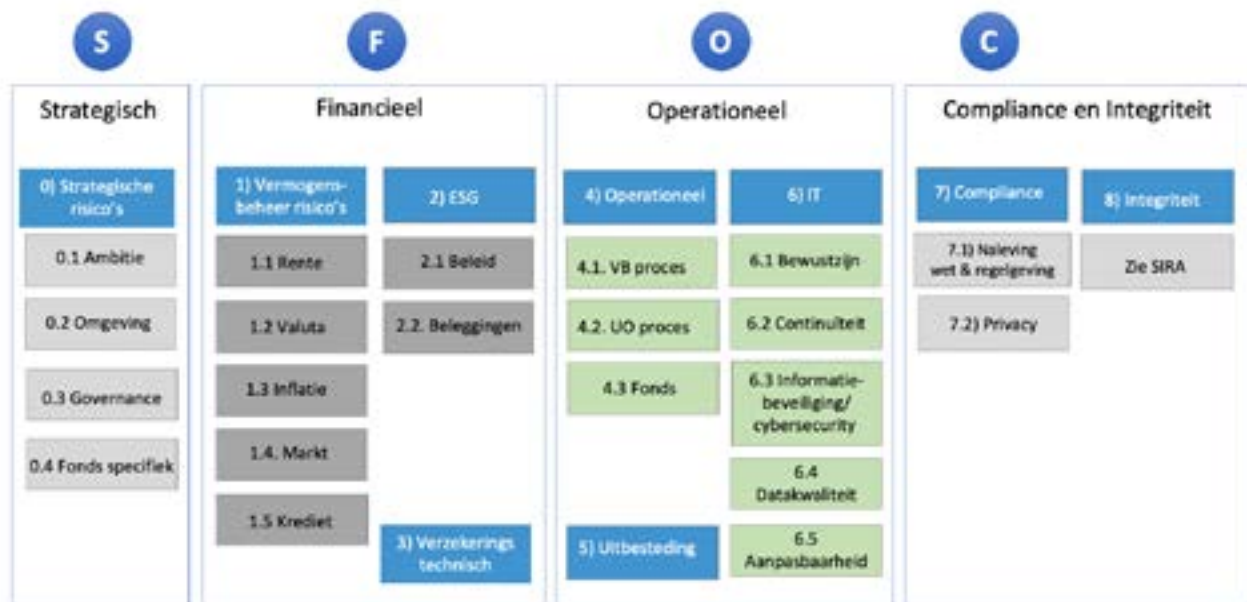 S
Strategisch
0) Strategische
risico's
0.1 Ambitie
0.2 Omgeving
0.3 Governance
0.4 Fonds specifiek
F
Financieel
1) Vermogens-
beheer risico's
1.1 Rente
1.2 Valuta
1.3 Inflatie
1.4. Markt
1.5 Krediet
2) ESG
2.1 Beleid
2.2. Beleggingen
3) Verzekerings
technisch
O
Operationeel
4) Operationeel
4.1. VB proces
4.2. UO proces
4.3 Fonds
5) Uitbesteding
6) IT
6.1 Bewustzijn
6.2 Continuïteit
6.3 Informatie-
beveiliging/
cybersecurity
6.4
Datakwaliteit
6.5
Aanpasbaarheid
C
Compliance en Integriteit
7) Compliance
7.1) Naleving
wet & regelgeving
7.2) Privacy
8) Integriteit
Zie SIRA